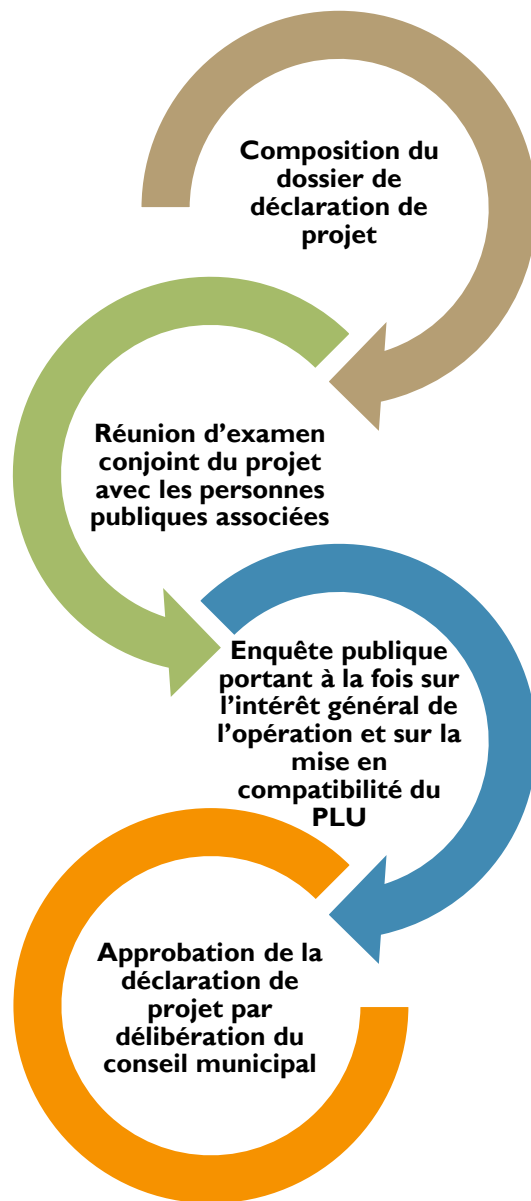 Composition du
dossier de
déclaration de
projet
Réunion d’examen
conjoint du projet
avec les personnes
publiques associées
Enquête publique
portant à la fois sur
l’intérêt général de
l’opération et sur la
mise en
compatibilité du
PLU
Approbation de la
déclaration de
projet par
délibération du
conseil municipal